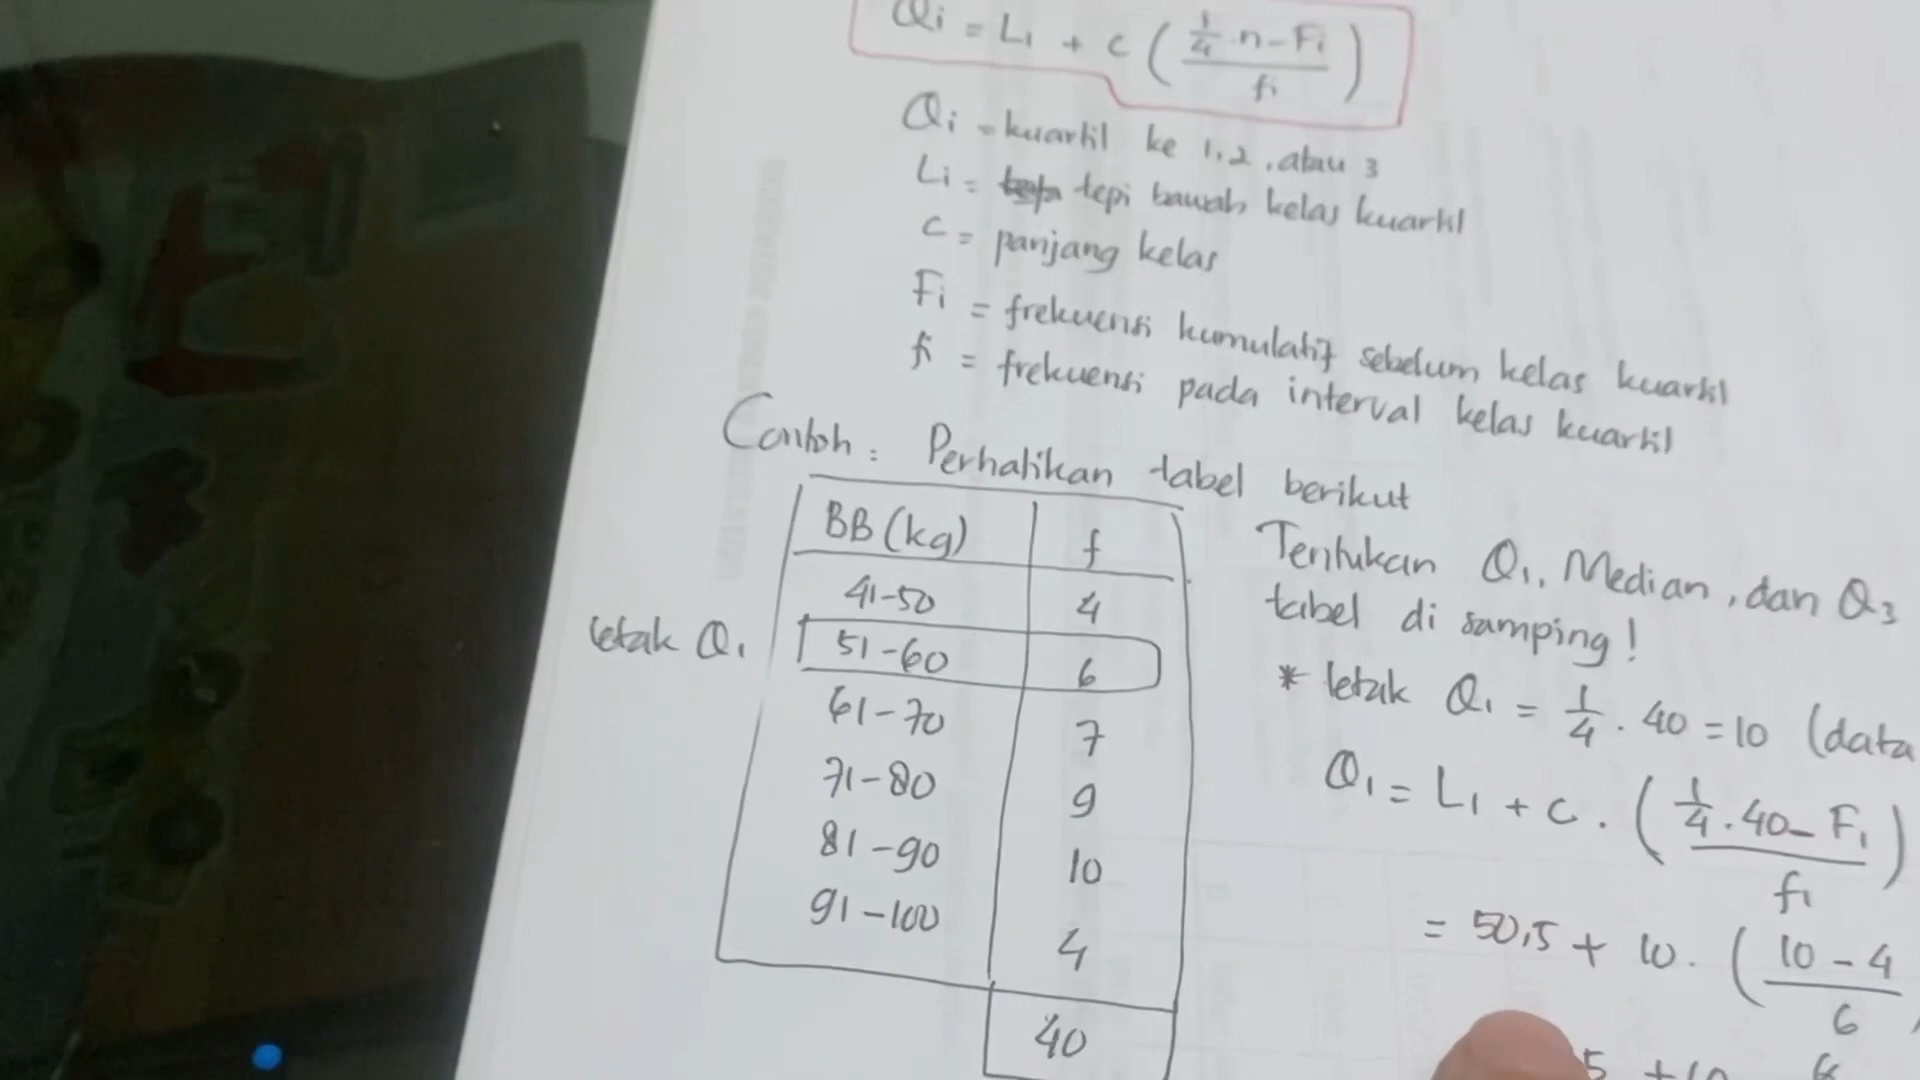 Qi = Li + c ( 1/4 . n - Fi / fi )
Qi = kuartil ke 1, 2, atau 3
Li = tepi bawah kelas kuartil
c = panjang kelas
Fi = frekuensi kumulatif sebelum kelas kuartil
fi = frekuensi pada interval kelas kuartil
Contoh : Perhatikan tabel berikut
BB (kg) f
41-50 4
letak Q1 51-60 6
61-70 7
71-80 9
81-90 10
91-100 4
40
Tentukan Q1, Median, dan Q3
tabel di samping!
* letak Q1 = 1/4 . 40 = 10 (data
Q1 = L1 + c . ( 1/4 . 40 - F1 / f1 )
= 50,5 + 10 . ( 10 - 4 / 6 )
5 + 10 6